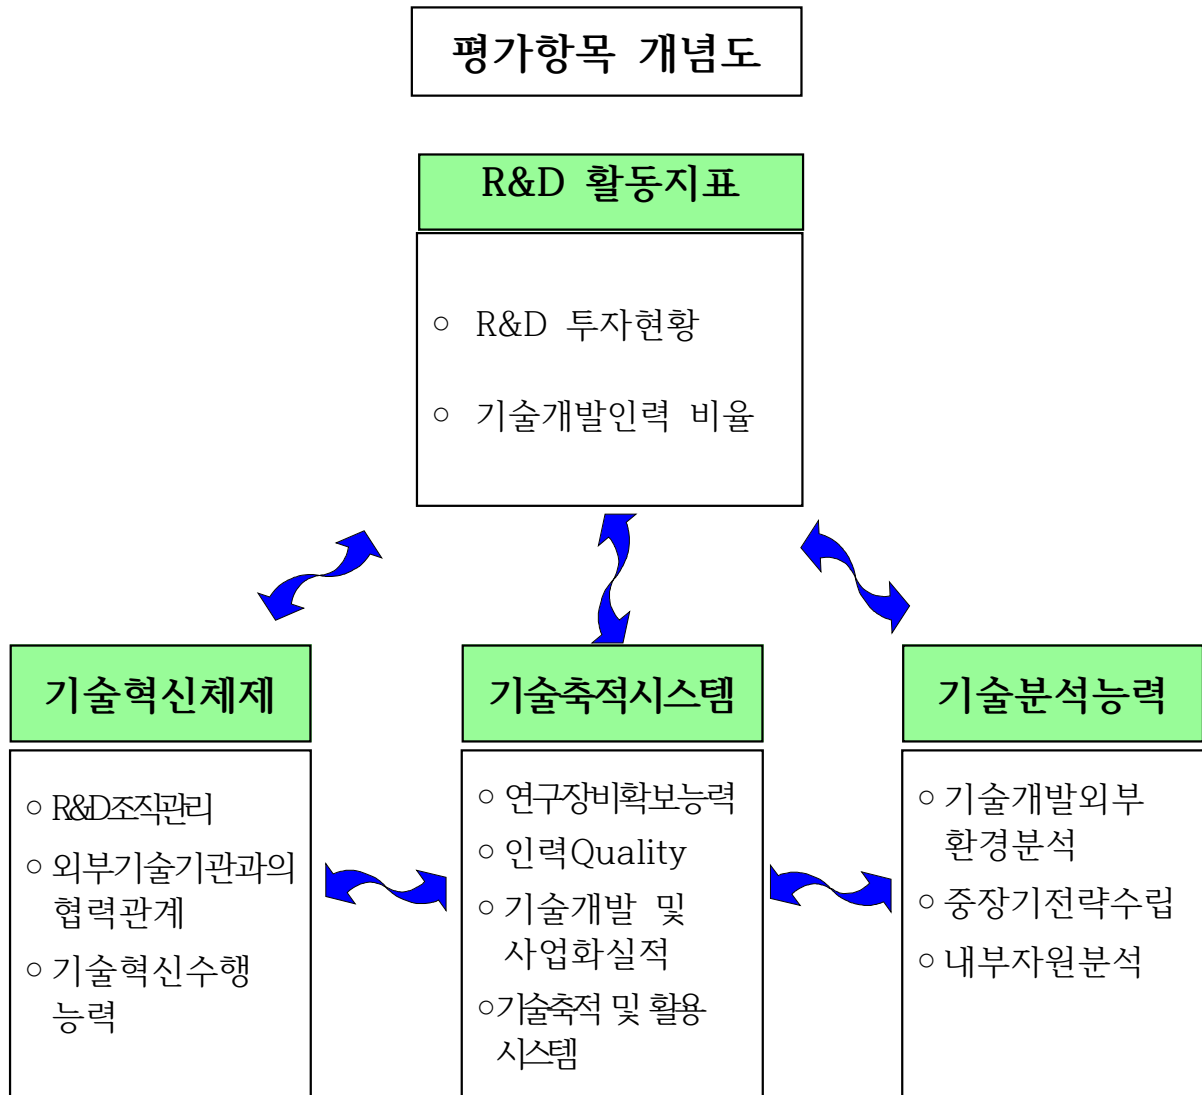 평가항목 개념도
R&D 활동지표
○ R&D 투자현황
○ 기술개발인력 비율
기술혁신체제
○ R&D조직관리
○ 외부기술기관과의
협력관계
○ 기술혁신수행
능력
기술축적시스템
○ 연구장비확보능력
○ 인력Quality
○ 기술개발 및
사업화실적
○기술축적 및 활용
시스템
기술분석능력
○ 기술개발외부
환경분석
○ 중장기전략수립
○ 내부자원분석